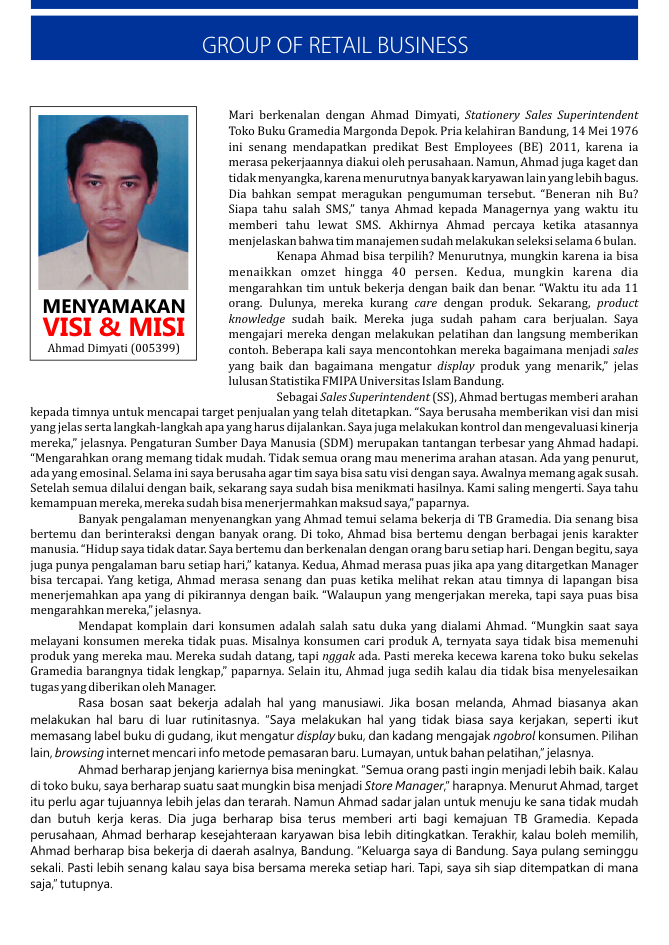 GROUP OF RETAIL BUSINESS
MENYAMAKAN
VISI & MISI
Ahmad Dimyati (005399)
Mari berkenalan dengan Ahmad Dimyati, Stationery Sales Superintendent
Toko Buku Gramedia Margonda Depok. Pria kelahiran Bandung, 14 Mei 1976
ini senang mendapatkan predikat Best Employees (BE) 2011, karena ia
merasa pekerjaannya diakui oleh perusahaan. Namun, Ahmad juga kaget dan
tidak menyangka, karena menurutnya banyak karyawan lain yang lebih bagus.
Dia bahkan sempat meragukan pengumuman tersebut. “Beneran nih Bu?
Siapa tahu salah SMS,” tanya Ahmad kepada Managernya yang waktu itu
memberi tahu lewat SMS. Akhirnya Ahmad percaya ketika atasannya
menjelaskan bahwa tim manajemen sudah melakukan seleksi selama 6 bulan.
Kenapa Ahmad bisa terpilih? Menurutnya, mungkin karena ia bisa
menaikkan omzet hingga 40 persen. Kedua, mungkin karena dia
mengarahkan tim untuk bekerja dengan baik dan benar. “Waktu itu ada 11
orang. Dulunya, mereka kurang care dengan produk. Sekarang, product
knowledge sudah baik. Mereka juga sudah paham cara berjualan. Saya
mengajari mereka dengan melakukan pelatihan dan langsung memberikan
contoh. Beberapa kali saya mencontohkan mereka bagaimana menjadi sales
yang baik dan bagaimana mengatur display produk yang menarik,” jelas
lulusan Statistika FMIPA Universitas Islam Bandung.
Sebagai Sales Superintendent (SS), Ahmad bertugas memberi arahan
kepada timnya untuk mencapai target penjualan yang telah ditetapkan. “Saya berusaha memberikan visi dan misi
yang jelas serta langkah-langkah apa yang harus dijalankan. Saya juga melakukan kontrol dan mengevaluasi kinerja
mereka,” jelasnya. Pengaturan Sumber Daya Manusia (SDM) merupakan tantangan terbesar yang Ahmad hadapi.
“Mengarahkan orang memang tidak mudah. Tidak semua orang mau menerima arahan atasan. Ada yang penurut,
ada yang emosinal. Selama ini saya berusaha agar tim saya bisa satu visi dengan saya. Awalnya memang agak susah.
Setelah semua dilalui dengan baik, sekarang saya sudah bisa menikmati hasilnya. Kami saling mengerti. Saya tahu
kemampuan mereka, mereka sudah bisa menerjermahkan maksud saya,” paparnya.
Banyak pengalaman menyenangkan yang Ahmad temui selama bekerja di TB Gramedia. Dia senang bisa
bertemu dan berinteraksi dengan banyak orang. Di toko, Ahmad bisa bertemu dengan berbagai jenis karakter
manusia. “Hidup saya tidak datar. Saya bertemu dan berkenalan dengan orang baru setiap hari. Dengan begitu, saya
juga punya pengalaman baru setiap hari,” katanya. Kedua, Ahmad merasa puas jika apa yang ditargetkan Manager
bisa tercapai. Yang ketiga, Ahmad merasa senang dan puas ketika melihat rekan atau timnya di lapangan bisa
menerjemahkan apa yang di pikirannya dengan baik. “Walaupun yang mengerjakan mereka, tapi saya puas bisa
mengarahkan mereka,” jelasnya.
Mendapat komplain dari konsumen adalah salah satu duka yang dialami Ahmad. “Mungkin saat saya
melayani konsumen mereka tidak puas. Misalnya konsumen cari produk A, ternyata saya tidak bisa memenuhi
produk yang mereka mau. Mereka sudah datang, tapi nggak ada. Pasti mereka kecewa karena toko buku sekelas
Gramedia barangnya tidak lengkap,” paparnya. Selain itu, Ahmad juga sedih kalau dia tidak bisa menyelesaikan
tugas yang diberikan oleh Manager.
Rasa bosan saat bekerja adalah hal yang manusiawi. Jika bosan melanda, Ahmad biasanya akan
melakukan hal baru di luar rutinitasnya. “Saya melakukan hal yang tidak biasa saya kerjakan, seperti ikut
memasang label buku di gudang, ikut mengatur display buku, dan kadang mengajak ngobrol konsumen. Pilihan
lain, browsing internet mencari info metode pemasaran baru. Lumayan, untuk bahan pelatihan,” jelasnya.
Ahmad berharap jenjang kariernya bisa meningkat. “Semua orang pasti ingin menjadi lebih baik. Kalau
di toko buku, saya berharap suatu saat mungkin bisa menjadi Store Manager,” harapnya. Menurut Ahmad, target
itu perlu agar tujuannya lebih jelas dan terarah. Namun Ahmad sadar jalan untuk menuju ke sana tidak mudah
dan butuh kerja keras. Dia juga berharap bisa terus memberi arti bagi kemajuan TB Gramedia. Kepada
perusahaan, Ahmad berharap kesejahteraan karyawan bisa lebih ditingkatan. Terakhir, kalau boleh memilih,
Ahmad berharap bisa bekerja di daerah asalnya, Bandung. “Keluarga saya di Bandung. Saya pulang seminggu
sekali. Pasti lebih senang kalau saya bisa bersama mereka setiap hari. Tapi, saya sih siap ditempatkan di mana
saja,” tutupnya.